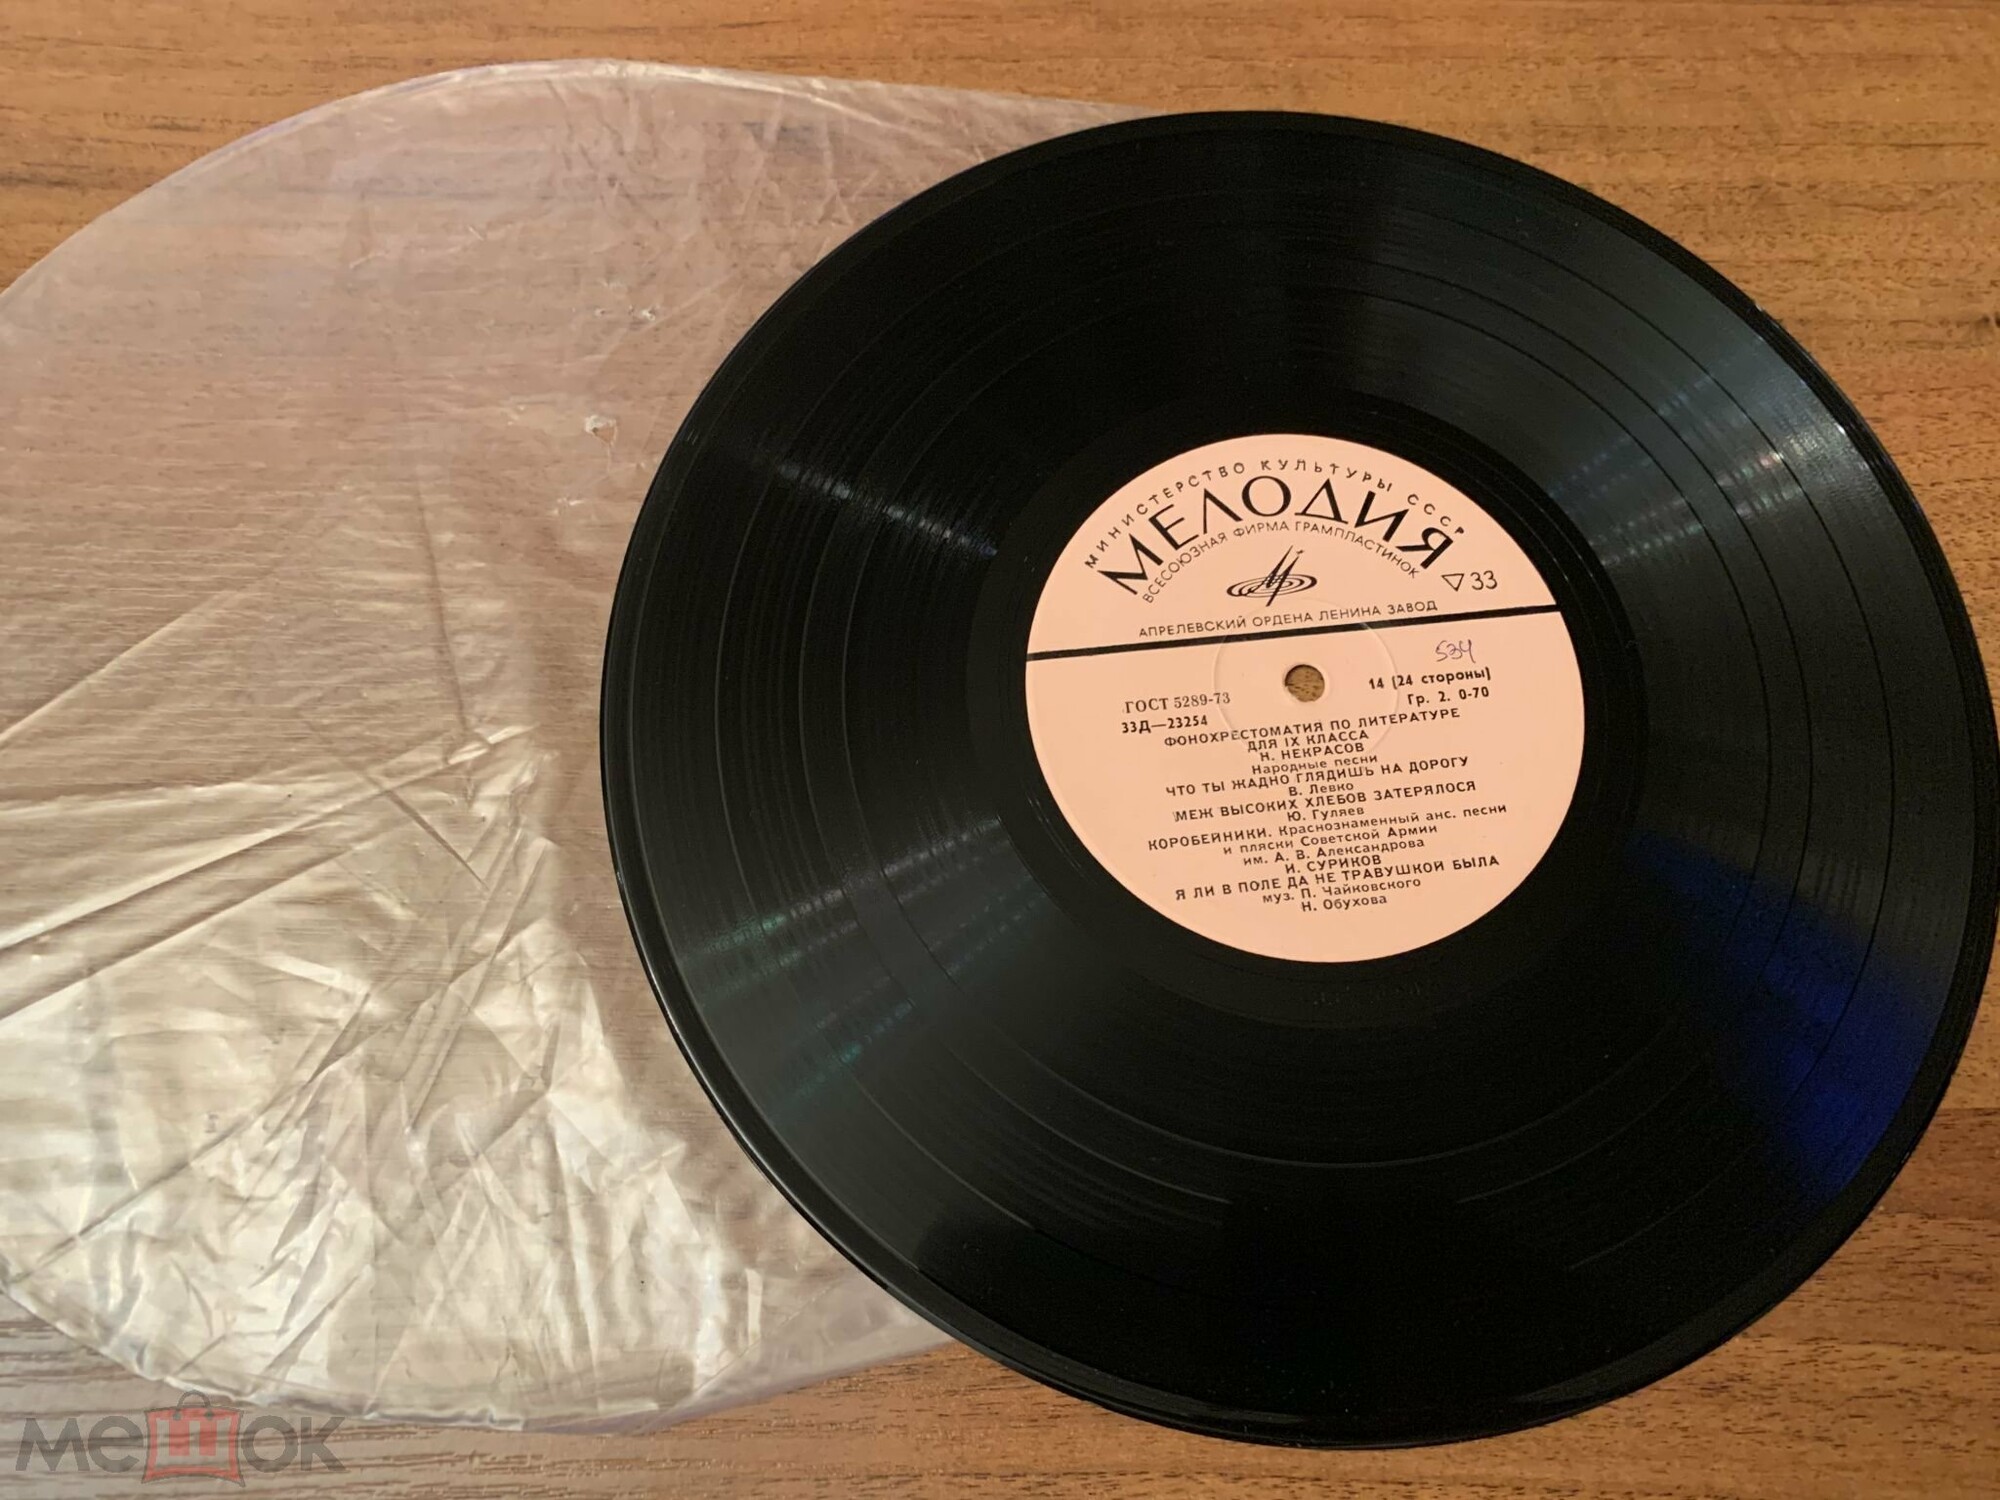 МИНИСТЕРСТВО КУЛЬТУРЫ СССР
МЕЛОДИЯ
ВСЕСОЮЗНАЯ ФИРМА ГРАМПЛАСТИНОК
33
АПРЕЛЕВСКИЙ ОРДЕНА ЛЕНИНА ЗАВОД
534
ГОСТ 5289-73
14 (24 стороны)
33Д—23254
Гр. 2. 0-70
ФОНОХРЕСТОМАТИЯ ПО ЛИТЕРАТУРЕ
ДЛЯ IX КЛАССА
Н. НЕКРАСОВ
Народные песни
ЧТО ТЫ ЖАДНО ГЛЯДИШЬ НА ДОРОГУ
В. Левко
МЕЖ ВЫСОКИХ ХЛЕБОВ ЗАТЕРЯЛОСЯ
Ю. Гуляев
КОРОБЕЙНИКИ. Краснознаменный анс. песни
и пляски Советской Армии
им. А. В. Александрова
И. СУРИКОВ
Я ЛИ В ПОЛЕ ДА НЕ ТРАВУШКОЙ БЫЛА
муз. П. Чайковского
Н. Обухова
мешок